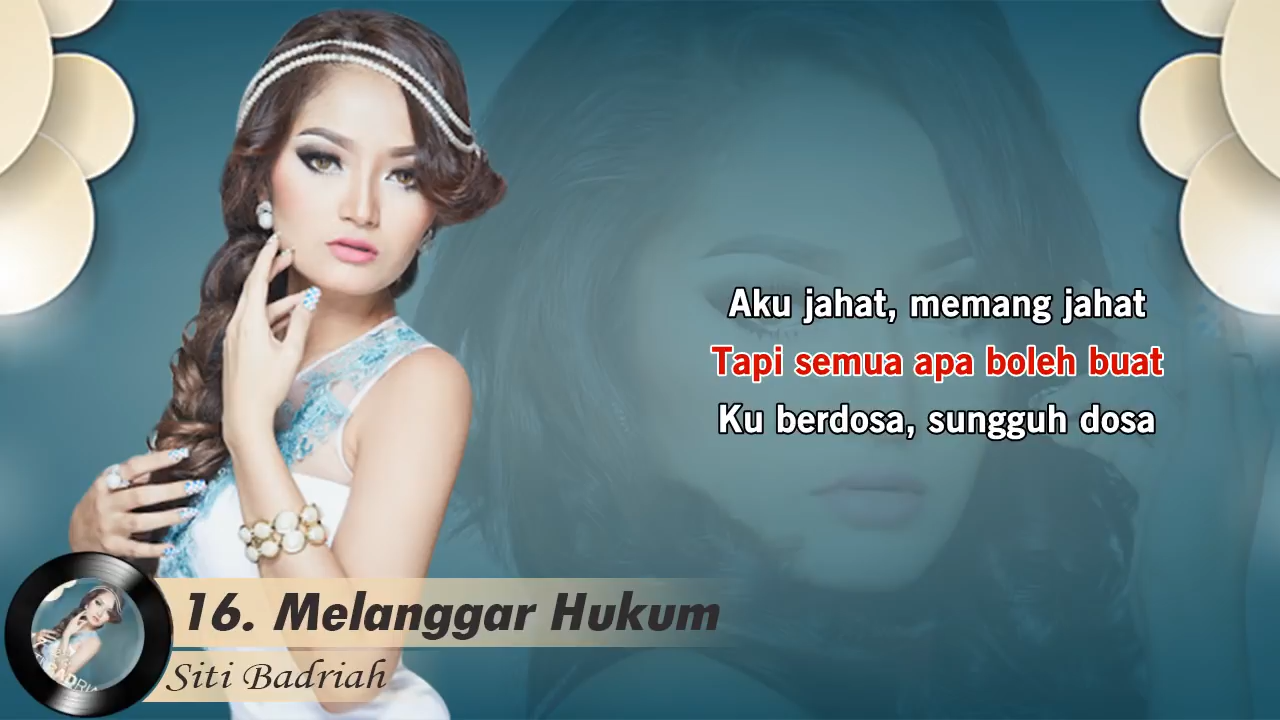 Aku jahat, memang jahat
Tapi semua apa boleh buat
Ku berdosa, sungguh dosa
16. Melanggar Hukum
Siti Badriah